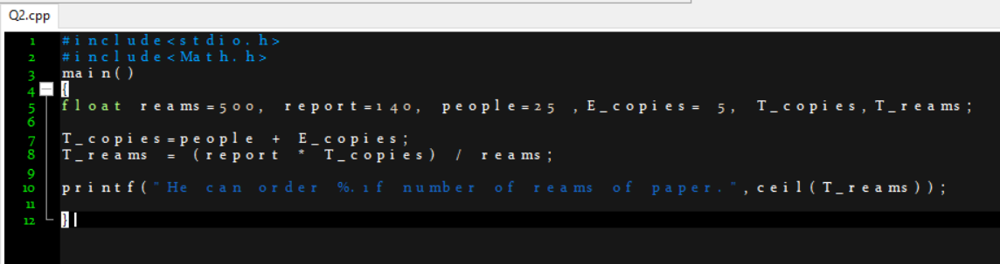 Q2.cpp
1 #include<stdio.h>
2 #include<Math.h>
3 main()
4 {
5 float reams=500, report=140, people=25 ,E_copies= 5, T_copies,T_reams;
6
7 T_copies=people + E_copies;
8 T_reams = (report * T_copies) / reams;
9
10 printf("He can order %.1f number of reams of paper.",ceil(T_reams));
11
12 }